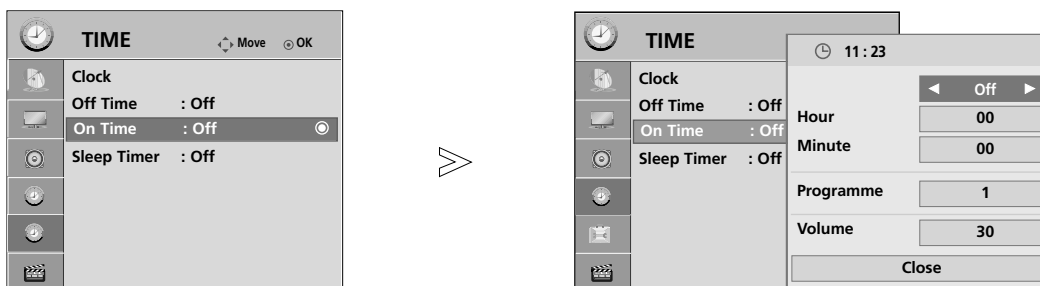 TIME Move OK
Clock
Off Time : Off
On Time : Off
Sleep Timer : Off
TIME
Clock
Off Time : Off
On Time : Off
Sleep Timer : Off
11 : 23
Off
Hour 00
Minute 00
Programme 1
Volume 30
Close